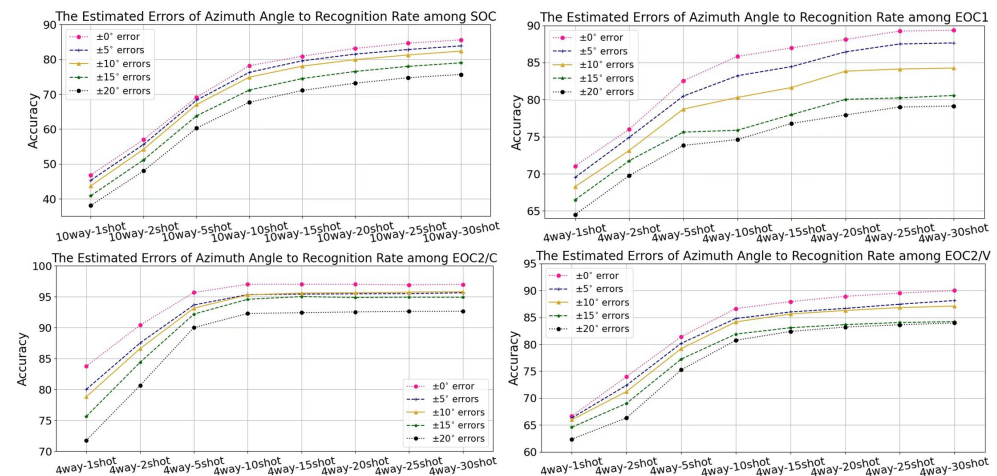 The Estimated Errors of Azimuth Angle to Recognition Rate among SOC
90
80
70
60
50
40
Accuracy
±0° error
±5° errors
±10° errors
±15° errors
±20° errors
10way-1shot 10way-2shot 10way-5shot 10way-10shot 10way-15shot 10way-20shot 10way-25shot 10way-30shot
The Estimated Errors of Azimuth Angle to Recognition Rate among EOC1
90
85
80
75
70
65
Accuracy
±0° error
±5° errors
±10° errors
±15° errors
±20° errors
4way-1shot 4way-2shot 4way-5shot 4way-10shot 4way-15shot 4way-20shot 4way-25shot 4way-30shot
The Estimated Errors of Azimuth Angle to Recognition Rate among EOC2/C
100
95
90
85
80
75
70
Accuracy
±0° error
±5° errors
±10° errors
±15° errors
±20° errors
4way-1shot 4way-2shot 4way-5shot 4way-10shot 4way-15shot 4way-20shot 4way-25shot 4way-30shot
The Estimated Errors of Azimuth Angle to Recognition Rate among EOC2/V
95
90
85
80
75
70
65
60
Accuracy
±0° error
±5° errors
±10° errors
±15° errors
±20° errors
4way-1shot 4way-2shot 4way-5shot 4way-10shot 4way-15shot 4way-20shot 4way-25shot 4way-30shot